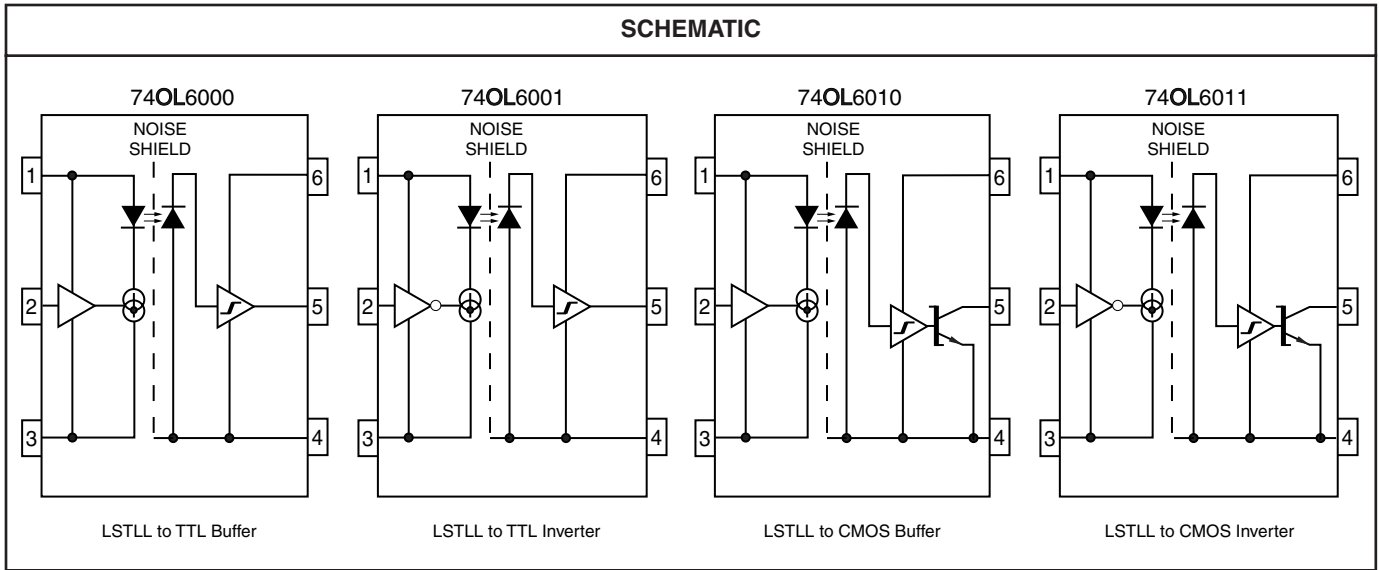 SCHEMATIC
74OL6000
NOISE
SHIELD
1
2
3
6
5
4
LSTLL to TTL Buffer
74OL6001
NOISE
SHIELD
1
2
3
6
5
4
LSTLL to TTL Inverter
74OL6010
NOISE
SHIELD
1
2
3
6
5
4
LSTLL to CMOS Buffer
74OL6011
NOISE
SHIELD
1
2
3
6
5
4
LSTLL to CMOS Inverter